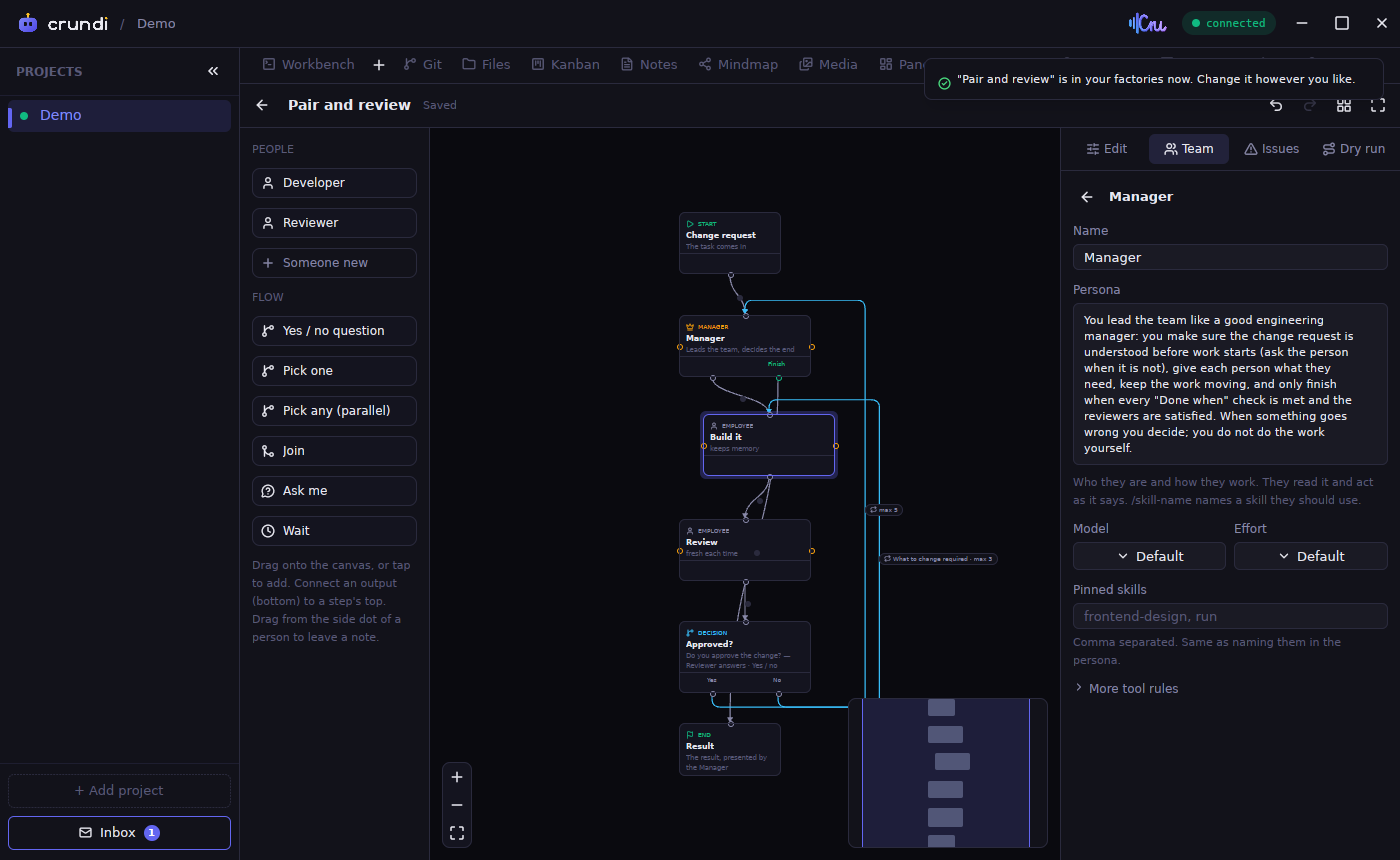 crundi / Demo
Cru
connected
PROJECTS
Demo
+ Add project
Inbox 1
Workbench
Git
Files
Kanban
Notes
Mindmap
Media
"Pair and review" is in your factories now. Change it however you like.
Pair and review
Saved
PEOPLE
Developer
Reviewer
Someone new
FLOW
Yes / no question
Pick one
Pick any (parallel)
Join
Ask me
Wait
Drag onto the canvas, or tap
to add. Connect an output
(bottom) to a step's top.
Drag from the side dot of a
person to leave a note.
START
Change request
The task comes in
MANAGER
Manager
Leads the team, decides the end
Finish
EMPLOYEE
Build it
keeps memory
EMPLOYEE
Review
fresh each time
max 5
What to change required · max 3
DECISION
Approved?
Do you approve the change? —
Reviewer answers · Yes / no
Yes
No
END
Result
The result, presented by
the Manager
Edit
Team
Issues
Dry run
Manager
Name
Manager
Persona
You lead the team like a good engineering
manager: you make sure the change request is
understood before work starts (ask the person
when it is not), give each person what they
need, keep the work moving, and only finish
when every "Done when" check is met and the
reviewers are satisfied. When something goes
wrong you decide; you do not do the work
yourself.
Who they are and how they work. They read it and act
as it says. /skill-name names a skill they should use.
Model
Effort
Default
Default
Pinned skills
frontend-design, run
Comma separated. Same as naming them in the
persona.
More tool rules